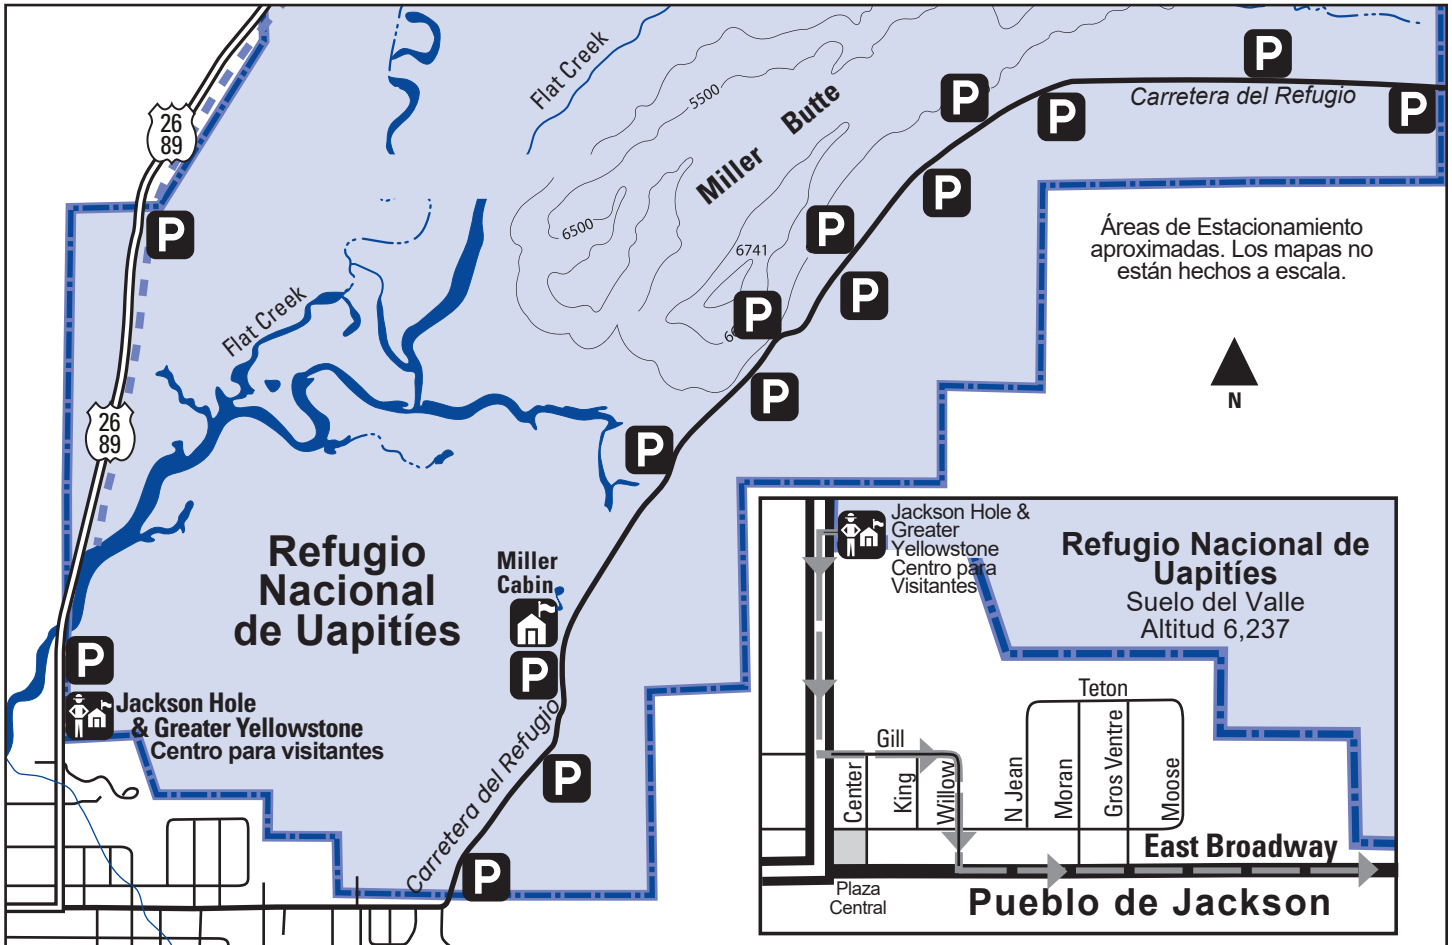 26
89
P
Flat Creek
5500
Miller Butte
6500
6741
P
P
P
P
P
Carretera del Refugio
P
P
P
P
P
P
Áreas de Estacionamiento
aproximadas. Los mapas no
están hechos a escala.
N
Flat Creek
26
89
P
Refugio
Nacional
de Uapitíes
Miller
Cabin
P
P
Jackson Hole
& Greater Yellowstone
Centro para visitantes
Carretera del Refugio
P
P
Jackson Hole &
Greater
Yellowstone
Centro para
Visitantes
Refugio Nacional de
Uapitíes
Suelo del Valle
Altitud 6,237
Teton
Gill
Center
King
Willow
N Jean
Moran
Gros Ventre
Moose
East Broadway
Plaza
Central
Pueblo de Jackson